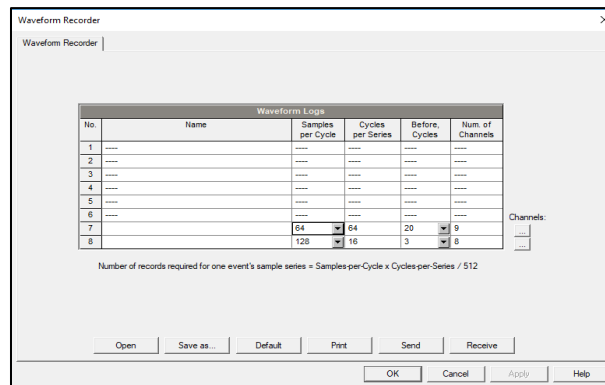 Waveform Recorder
Waveform Recorder
Waveform Logs
No. Name Samples per Cycle Cycles per Series Before, Cycles Num. of Channels
1 ---- ---- ---- ---- ----
2 ---- ---- ---- ---- ----
3 ---- ---- ---- ---- ----
4 ---- ---- ---- ---- ----
5 ---- ---- ---- ---- ----
6 ---- ---- ---- ---- ----
Channels:
7 64 64 20 9 ...
8 128 16 3 8 ...
Number of records required for one event's sample series = Samples-per-Cycle x Cycles-per-Series / 512
Open Save as... Default Print Send Receive
OK Cancel Apply Help